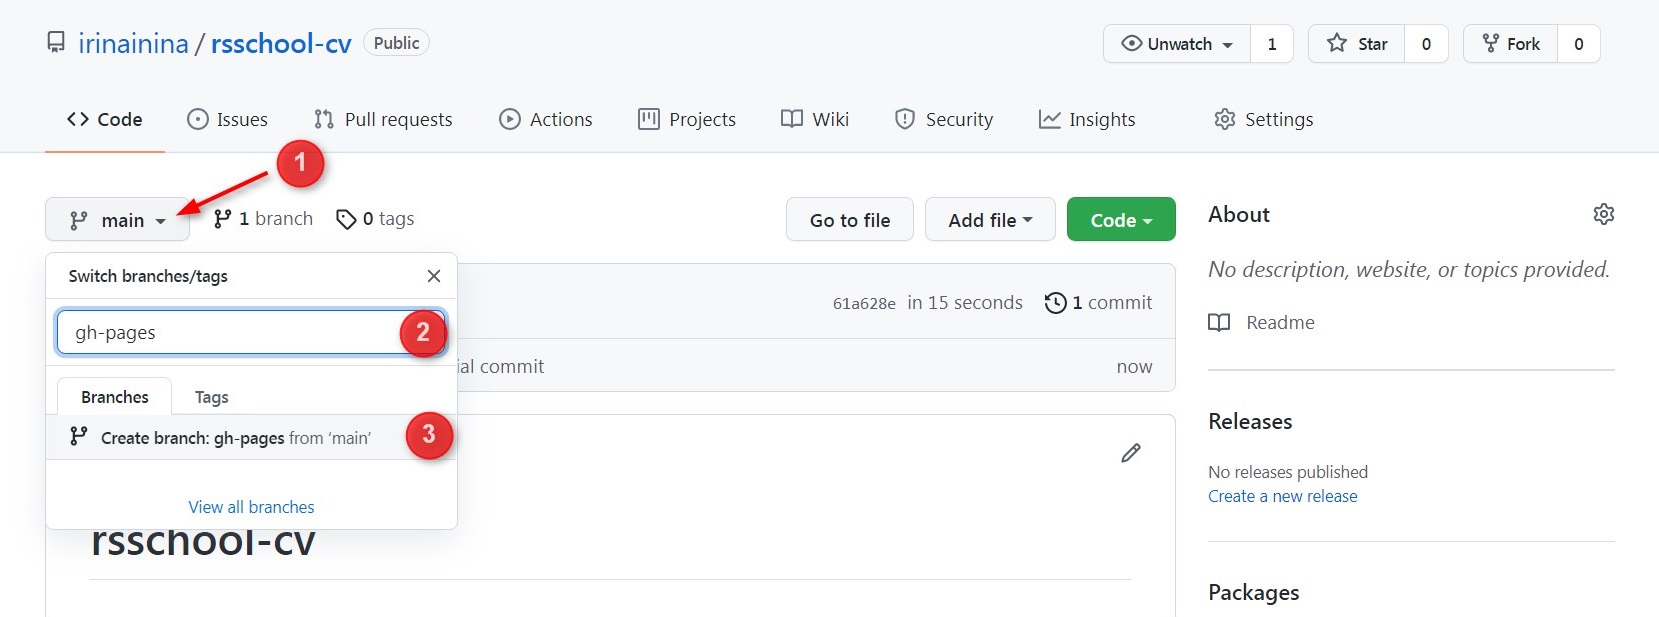 irinainina / rsschool-cv Public
Unwatch 1 Star 0 Fork 0
Code Issues Pull requests Actions Projects Wiki Security Insights Settings
1
main 1 branch 0 tags Go to file Add file Code
Switch branches/tags
gh-pages 2
Branches Tags
Create branch: gh-pages from ‘main’ 3
View all branches
61a628e in 15 seconds 1 commit
commit now
rsschool-cv
About
No description, website, or topics provided.
Readme
Releases
No releases published
Create a new release
Packages